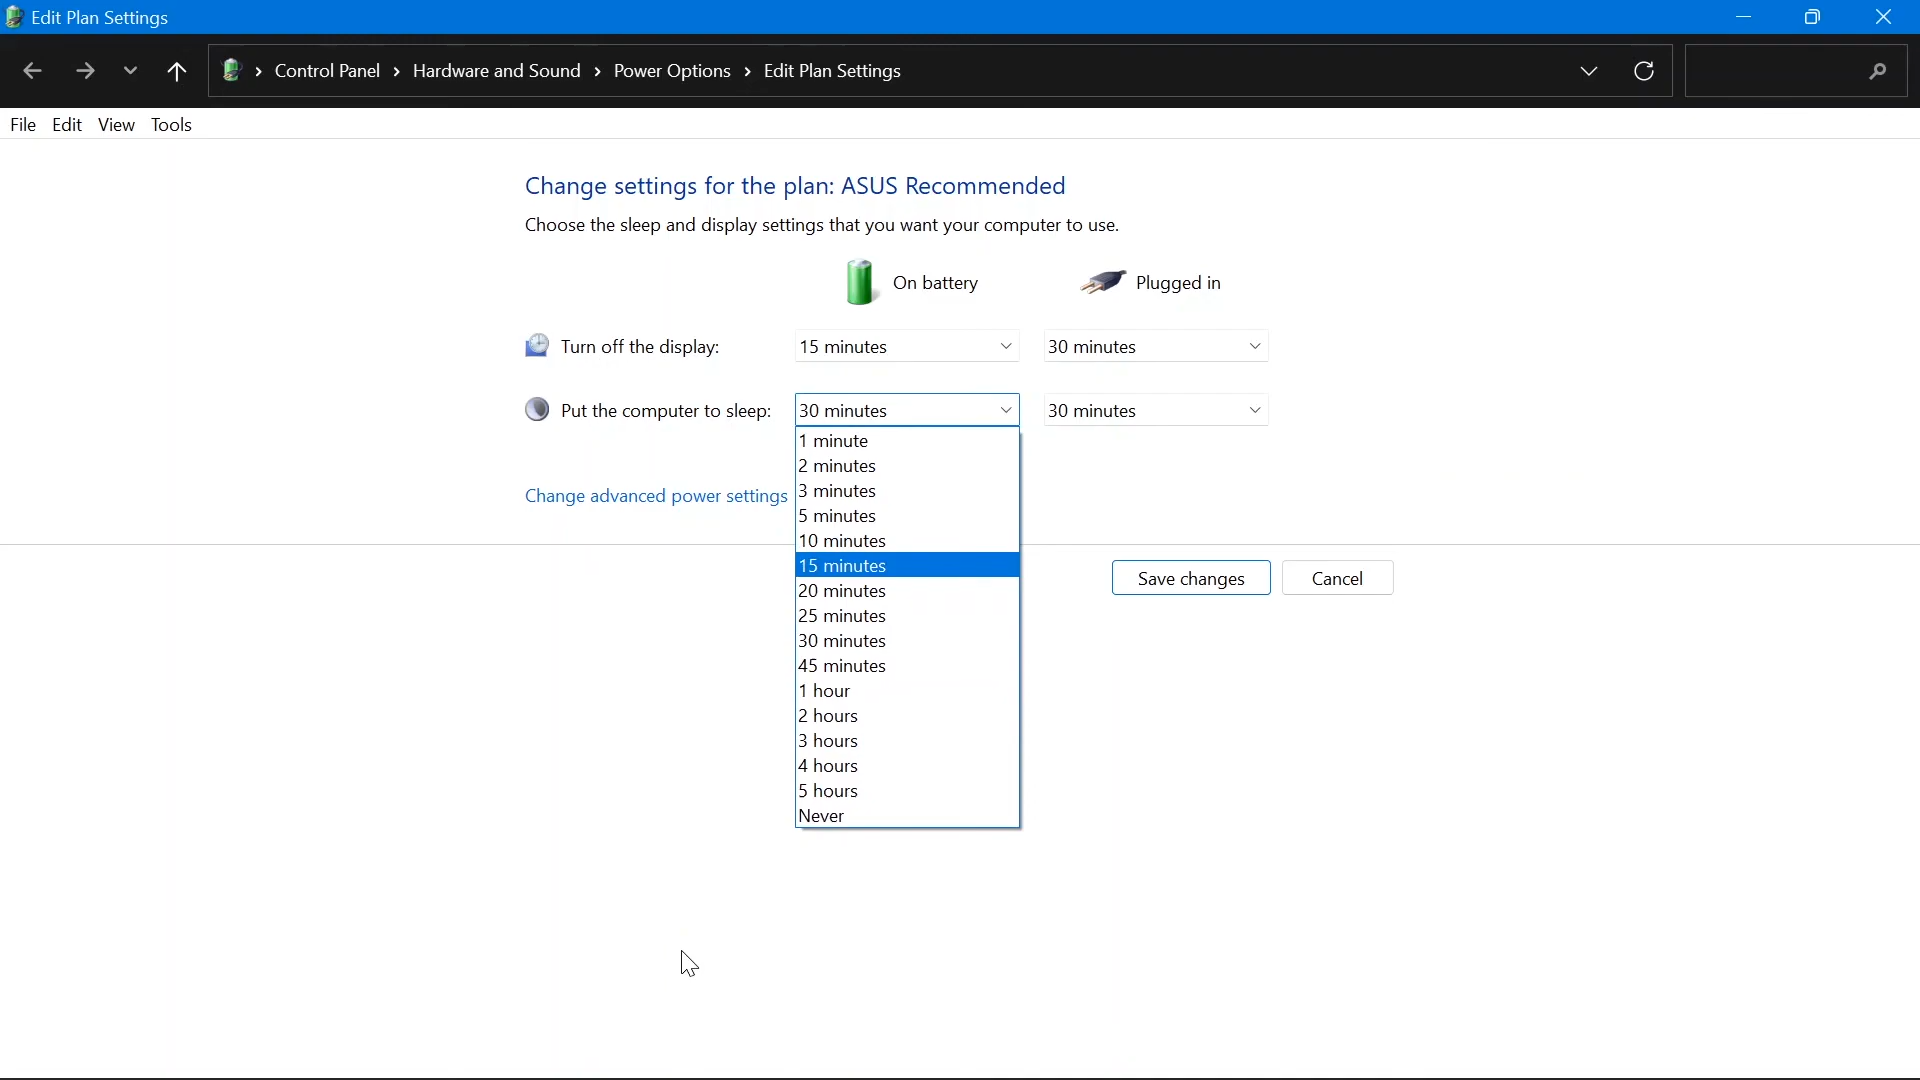 Edit Plan Settings
Control Panel > Hardware and Sound > Power Options > Edit Plan Settings
File Edit View Tools
Change settings for the plan: ASUS Recommended
Choose the sleep and display settings that you want your computer to use.
On battery Plugged in
Turn off the display: 15 minutes 30 minutes
Put the computer to sleep: 30 minutes 30 minutes
1 minute
2 minutes
3 minutes
Change advanced power settings
5 minutes
10 minutes
15 minutes
Save changes Cancel
20 minutes
25 minutes
30 minutes
45 minutes
1 hour
2 hours
3 hours
4 hours
5 hours
Never